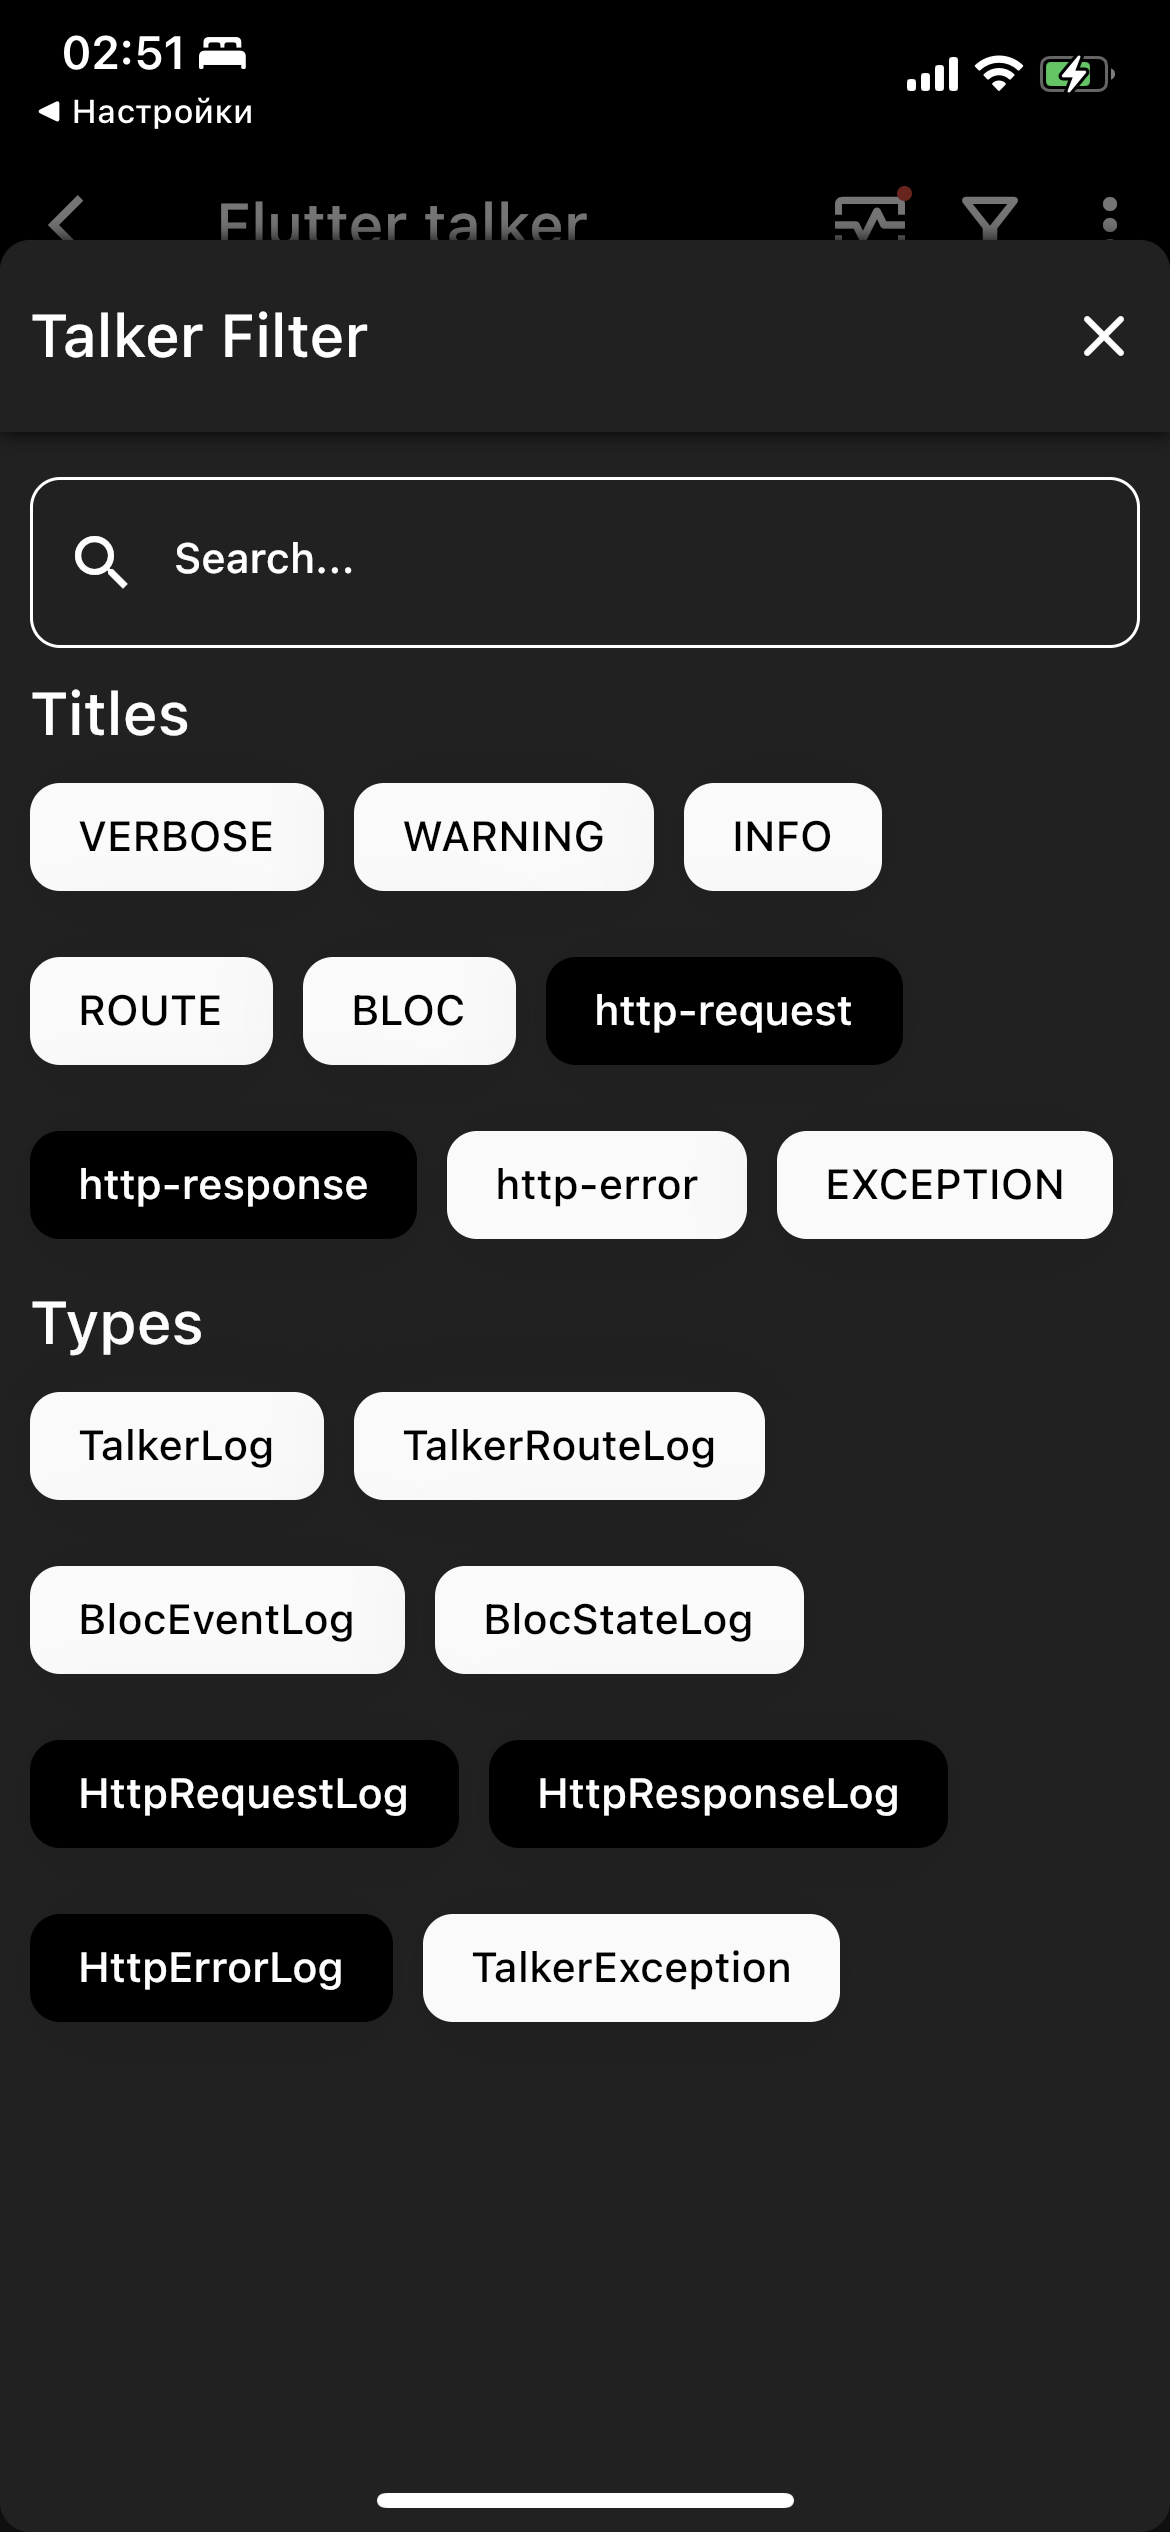 02:51
Настройки
Flutter talker
Talker Filter
Search...
Titles
VERBOSE WARNING INFO
ROUTE BLOC http-request
http-response http-error EXCEPTION
Types
TalkerLog TalkerRouteLog
BlocEventLog BlocStateLog
HttpRequestLog HttpResponseLog
HttpErrorLog TalkerException